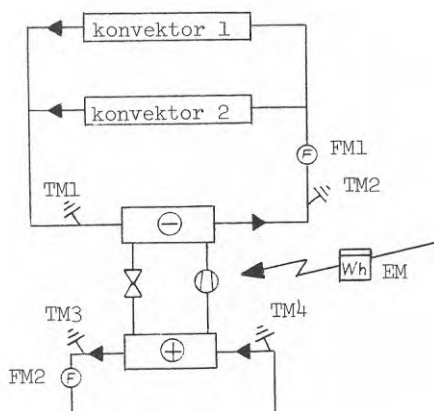 konvektor 1
konvektor 2
F FM1
TM1 TM2
Wh EM
TM3 TM4
FM2 F